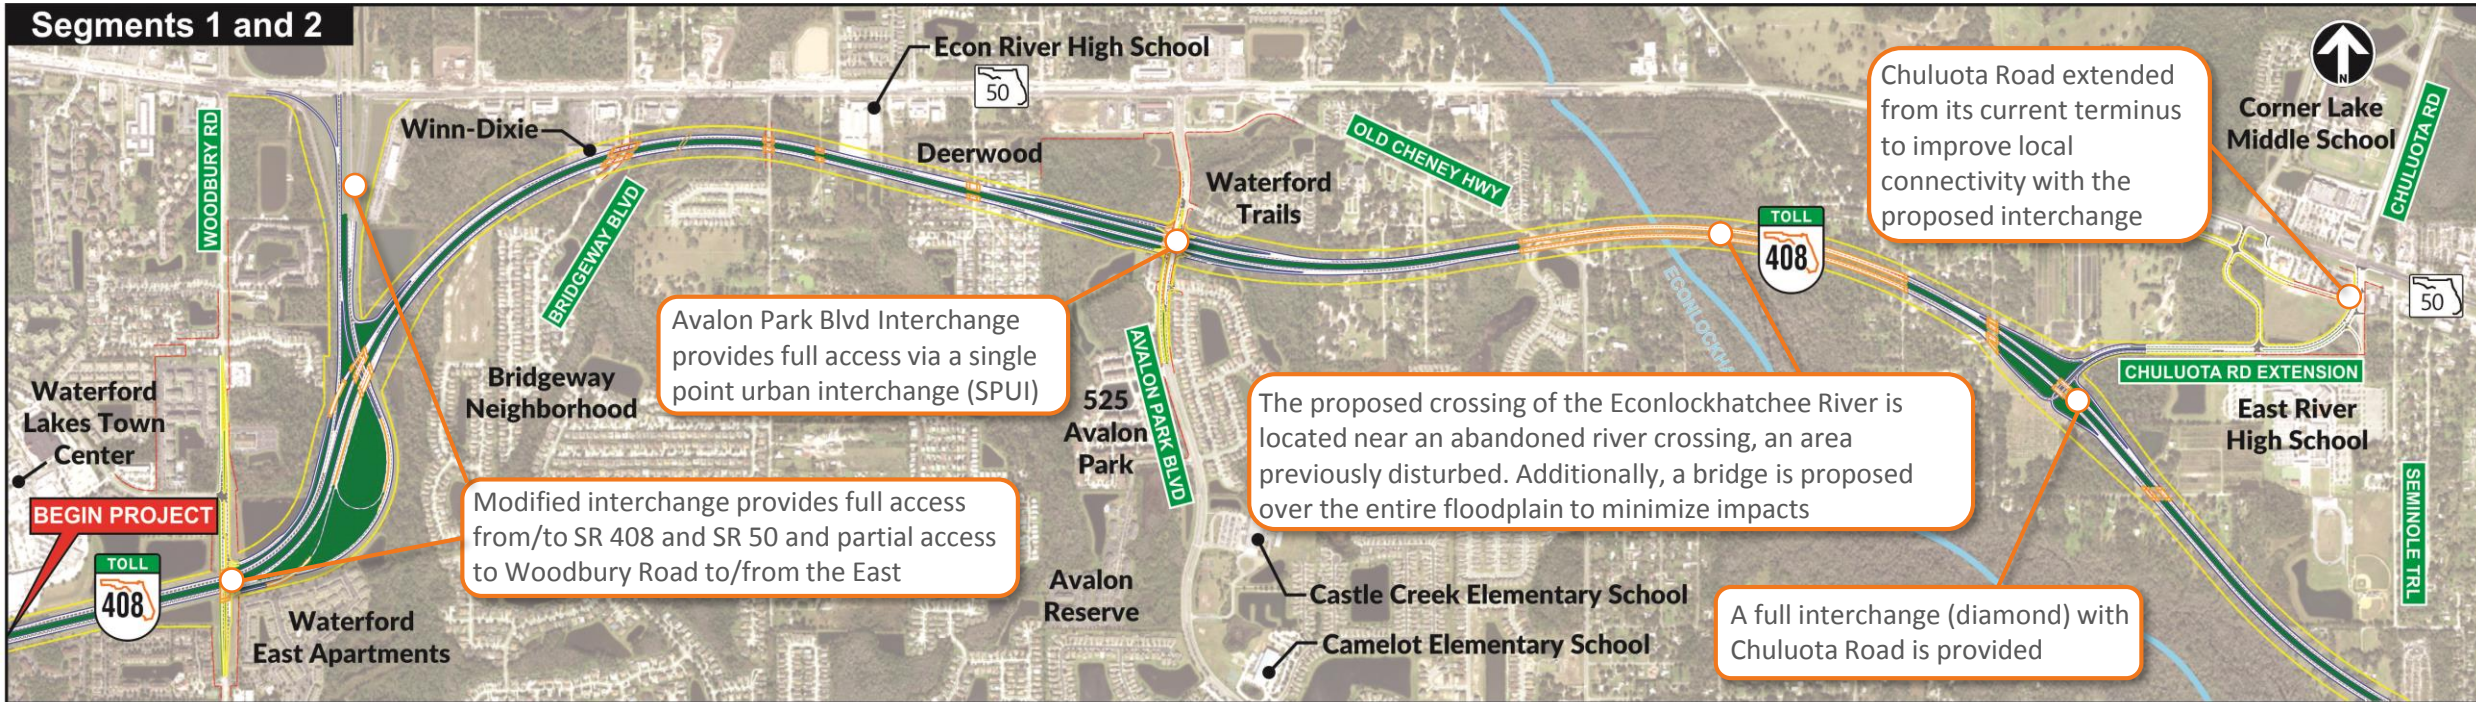 Segments 1 and 2
Econ River High School
50
Winn-Dixie
Deerwood
WOODBURY RD
BRIDGEWAY BLVD
Waterford
Trails
OLD CHENEY HWY
Chuluota Road extended
from its current terminus
to improve local
connectivity with the
proposed interchange
N
Corner Lake
Middle School
CHULUOTA RD
TOLL
408
50
Avalon Park Blvd Interchange
provides full access via a single
point urban interchange (SPUI)
AVALON PARK BLVD
Bridgeway
Neighborhood
525
Avalon
Park
CHULUOTA RD EXTENSION
East River
High School
SEMINOLE TRL
The proposed crossing of the Econlockhatchee River is
located near an abandoned river crossing, an area
previously disturbed. Additionally, a bridge is proposed
over the entire floodplain to minimize impacts
Waterford
Lakes Town
Center
BEGIN PROJECT
TOLL
408
Modified interchange provides full access
from/to SR 408 and SR 50 and partial access
to Woodbury Road to/from the East
Waterford
East Apartments
Avalon
Reserve
Castle Creek Elementary School
Camelot Elementary School
A full interchange (diamond) with
Chuluota Road is provided